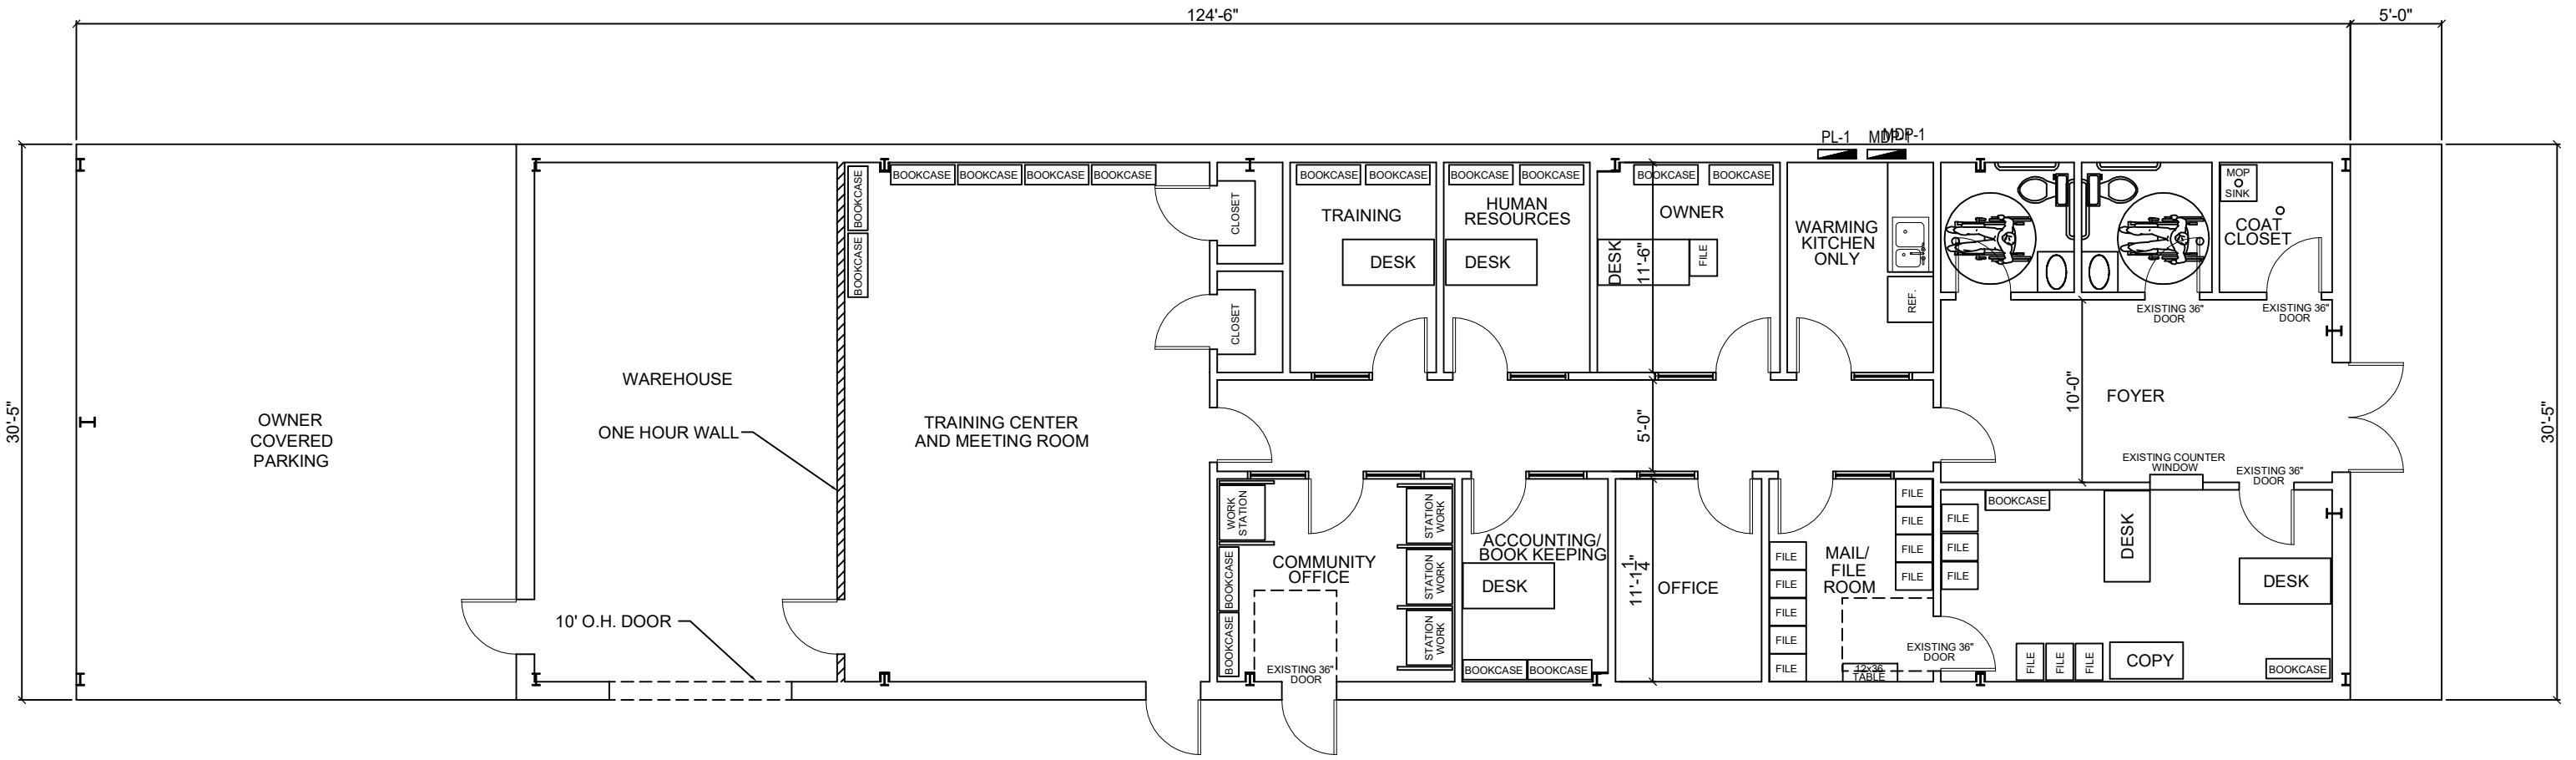 124'-6"
5'-0"
PL-1
MDP-1
MDP-1
BOOKCASE
BOOKCASE
BOOKCASE
BOOKCASE
BOOKCASE
BOOKCASE
BOOKCASE
BOOKCASE
BOOKCASE
BOOKCASE
BOOKCASE
BOOKCASE
MOP
SINK
CLOSET
CLOSET
TRAINING
DESK
HUMAN
RESOURCES
DESK
OWNER
DESK
11'-6"
FILE
WARMING
KITCHEN
ONLY
REF.
COAT
CLOSET
EXISTING 36"
DOOR
EXISTING 36"
DOOR
30'-5"
OWNER
COVERED
PARKING
WAREHOUSE
ONE HOUR WALL
10' O.H. DOOR
TRAINING CENTER
AND MEETING ROOM
5'-0"
10'-0"
FOYER
30'-5"
EXISTING COUNTER
WINDOW
EXISTING 36"
DOOR
WORK
STATION
BOOKCASE
BOOKCASE
COMMUNITY
OFFICE
STATION
WORK
STATION
WORK
STATION
WORK
EXISTING 36"
DOOR
ACCOUNTING/
BOOK KEEPING
DESK
BOOKCASE
BOOKCASE
11'-1 1/4"
OFFICE
MAIL/
FILE
ROOM
FILE
FILE
FILE
FILE
FILE
FILE
FILE
FILE
FILE
12x36
TABLE
EXISTING 36"
DOOR
FILE
FILE
FILE
BOOKCASE
DESK
DESK
FILE
FILE
FILE
COPY
BOOKCASE